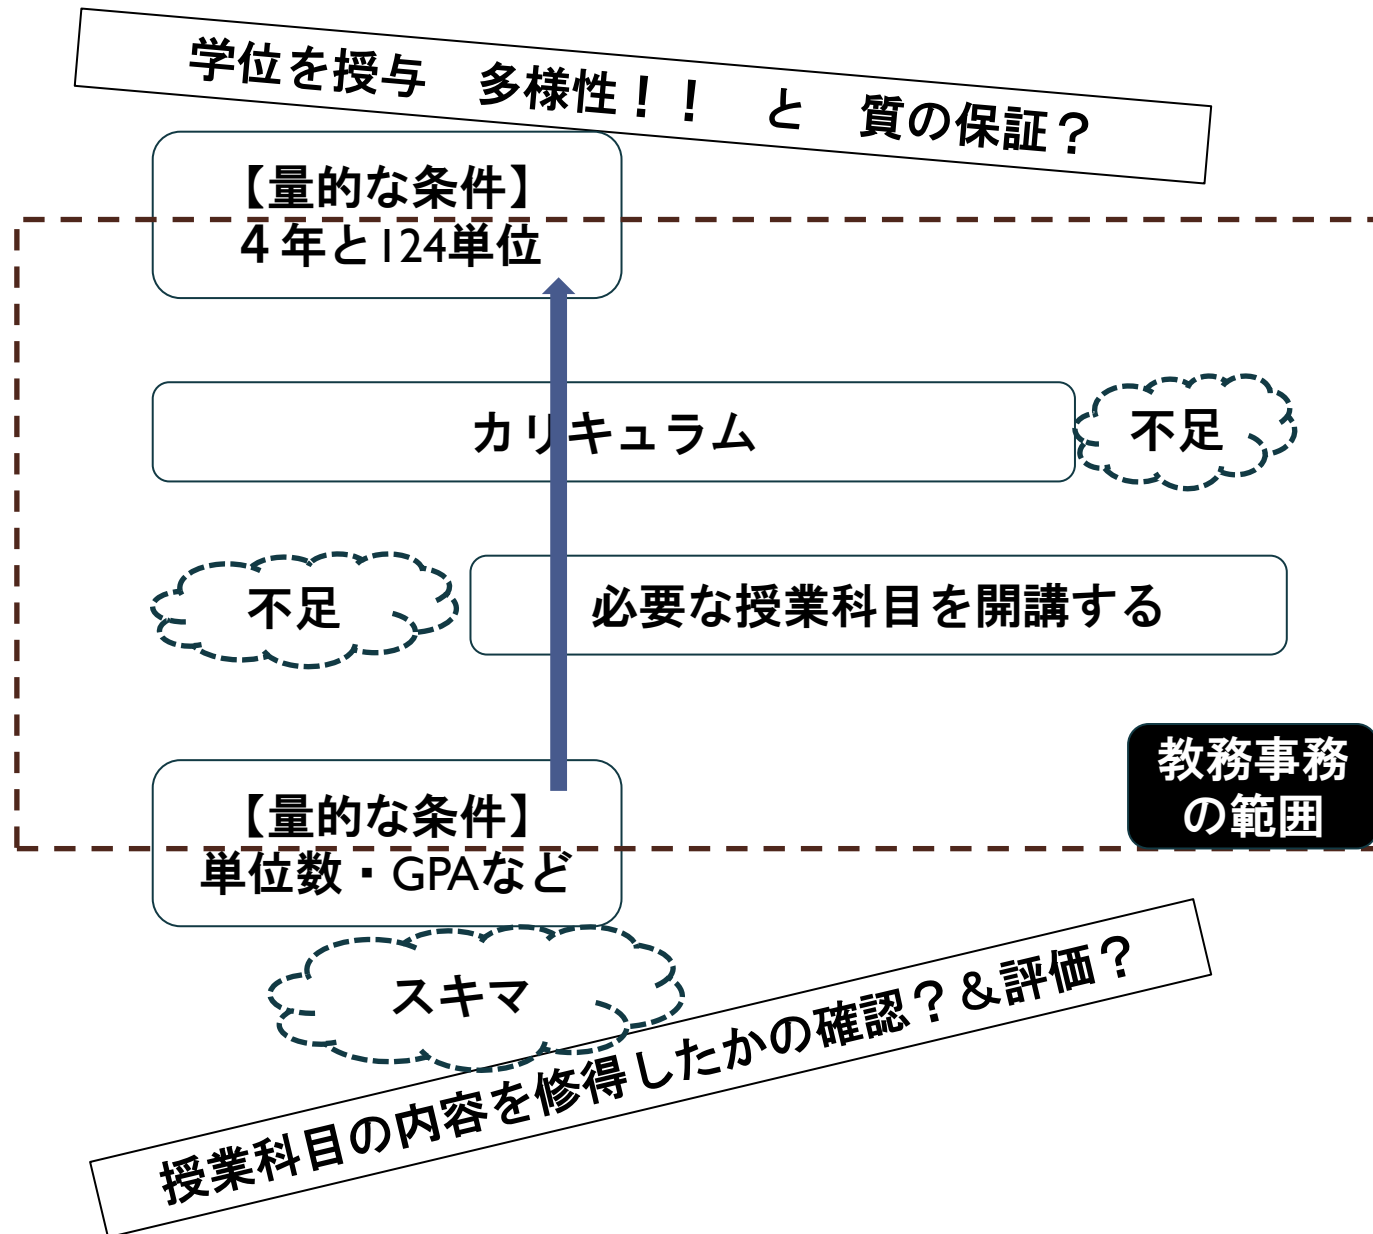 学位を授与　多様性！！　と　質の保証？
【量的な条件】
４年と124単位
カリキュラム
不足
不足
必要な授業科目を開講する
教務事務
の範囲
【量的な条件】
単位数・GPAなど
スキマ
授業科目の内容を修得したかの確認？＆評価？